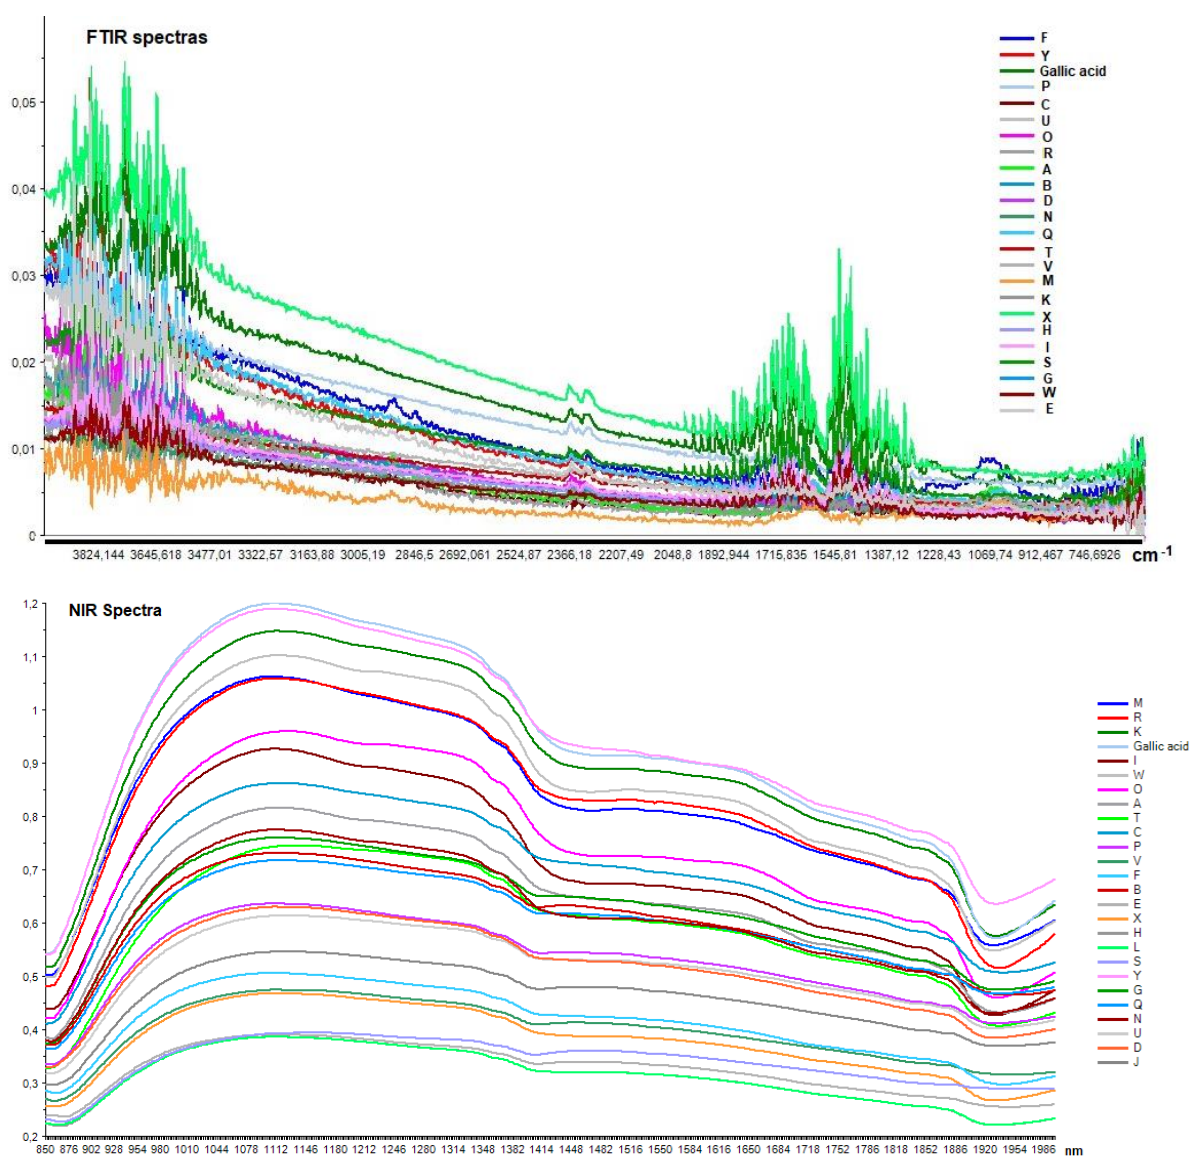 FTIR spectras
F
Y
Gallic acid
P
C
U
O
R
A
B
D
N
Q
T
V
M
K
X
H
I
S
G
W
E
0,05
0,04
0,03
0,02
0,01
0
3824,144 3645,618 3477,01 3322,57 3163,88 3005,19 2846,5 2692,061 2524,87 2366,18 2207,49 2048,8 1892,944 1715,835 1545,81 1387,12 1228,43 1069,74 912,467 746,6926 cm-1
NIR Spectra
1,2
1,1
1
0,9
0,8
0,7
0,6
0,5
0,4
0,3
0,2
M
R
K
Gallic acid
I
W
O
A
T
C
P
V
F
B
E
X
H
L
S
Y
G
Q
N
U
D
J
850 876 902 928 954 980 1010 1044 1078 1112 1146 1180 1212 1246 1280 1314 1348 1382 1416 1448 1482 1516 1550 1584 1616 1650 1684 1718 1752 1786 1818 1852 1886 1920 1954 1986 nm